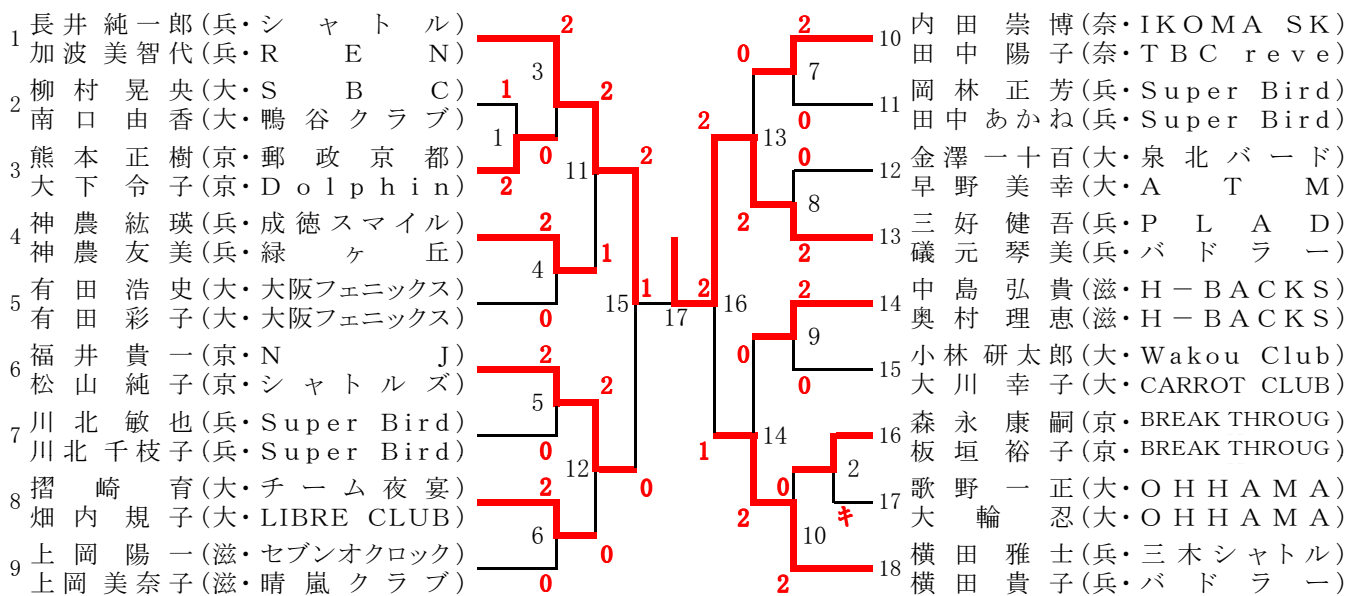 1 長井純一郎(兵・シャトル)
加波美智代(兵・REN)
2 柳村晃央(大・SBC)
南口由香(大・鴨谷クラブ)
3 熊本正樹(京・郵政京都)
大下令子(京・Dolphin)
4 神農紘瑛(兵・成徳スマイル)
神農友美(兵・緑ヶ丘)
5 有田浩史(大・大阪フェニックス)
有田彩子(大・大阪フェニックス)
6 福井貴一(京・NJ)
松山純子(京・シャトルズ)
7 川北敏也(兵・Super Bird)
川北千枝子(兵・Super Bird)
8 摺崎育(大・チーム夜宴)
畑内規子(大・LIBRE CLUB)
9 上岡陽一(滋・セブンオクロック)
上岡美奈子(滋・晴嵐クラブ)
2
3
1
2
1
0
2
11
2
2
4
1
0
15
1
2
5
2
0
12
0
2
6
0
0
17
2
0
2
7
0
2
13
0
8
2
2
16
2
9
0
0
14
1
2
0
キ
2
10
2
10 内田崇博(奈・IKOMA SK)
田中陽子(奈・TBC reve)
11 岡林正芳(兵・Super Bird)
田中あかね(兵・Super Bird)
12 金澤一十百(大・泉北バード)
早野美幸(大・ATM)
13 三好健吾(兵・PLAD)
礒元琴美(兵・バドラー)
14 中島弘貴(滋・H-BACKS)
奥村理恵(滋・H-BACKS)
15 小林研太郎(大・Wakou Club)
大川幸子(大・CARROT CLUB)
16 森永康嗣(京・BREAK THROUG)
板垣裕子(京・BREAK THROUG)
17 歌野一正(大・OHHAMA)
大輪忍(大・OHHAMA)
18 横田雅士(兵・三木シャトル)
横田貴子(兵・バドラー)